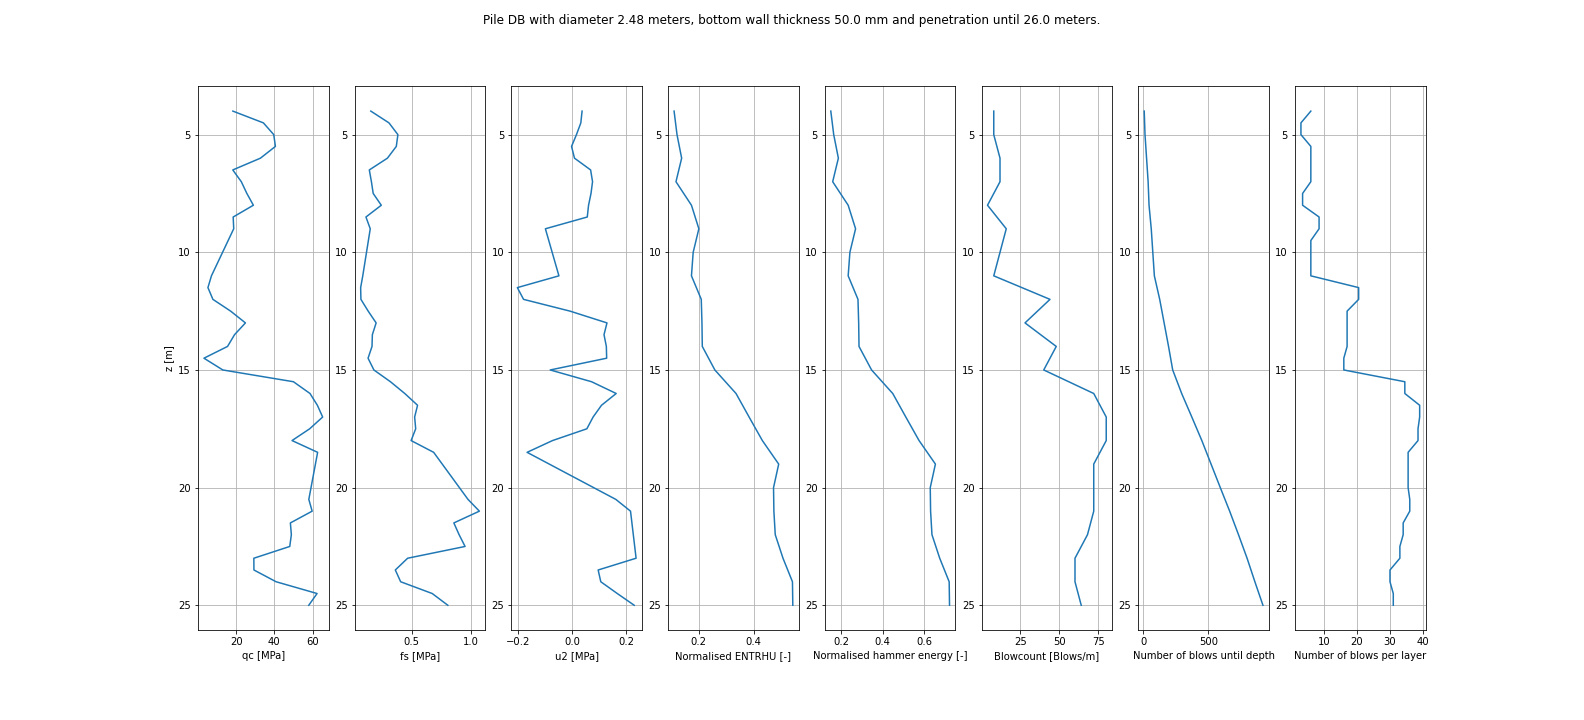 Pile DB with diameter 2.48 meters, bottom wall thickness 50.0 mm and penetration until 26.0 meters.
z [m]
5
10
15
20
25
20 40 60
qc [MPa]
5
10
15
20
25
0.5 1.0
fs [MPa]
5
10
15
20
25
−0.2 0.0 0.2
u2 [MPa]
5
10
15
20
25
0.2 0.4
Normalised ENTRHU [-]
5
10
15
20
25
0.2 0.4 0.6
Normalised hammer energy [-]
5
10
15
20
25
25 50 75
Blowcount [Blows/m]
5
10
15
20
25
0 500
Number of blows until depth
5
10
15
20
25
10 20 30 40
Number of blows per layer